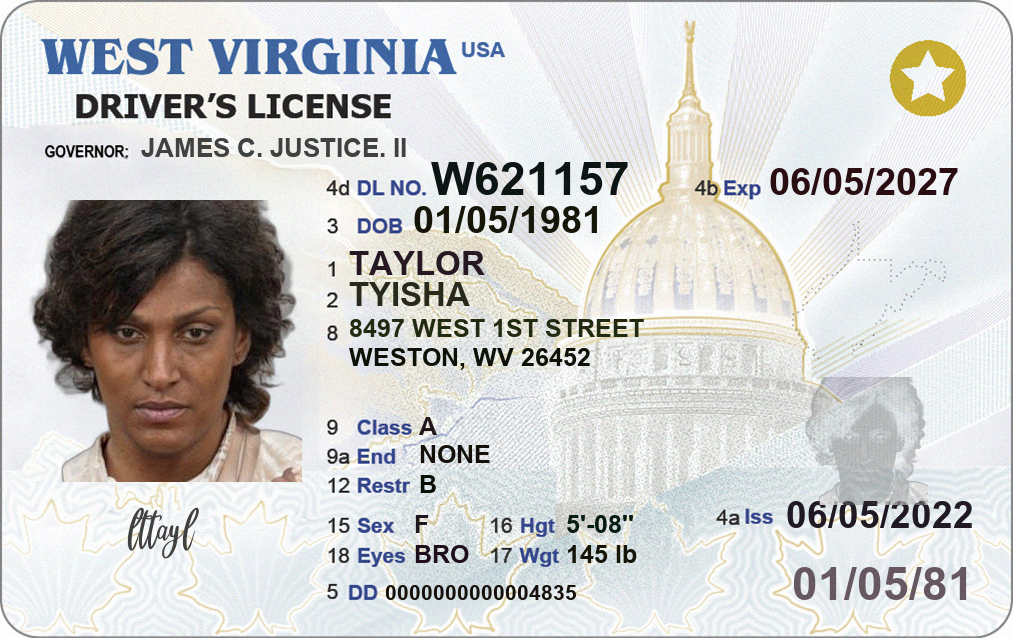 WEST VIRGINIA USA
DRIVER'S LICENSE
GOVERNOR: JAMES C. JUSTICE. II
4d DL NO. W621157 4b Exp 06/05/2027
3 DOB 01/05/1981
1 TAYLOR
2 TYISHA
8 8497 WEST 1ST STREET
WESTON, WV 26452
9 Class A
9a End NONE
12 Restr B
15 Sex F 16 Hgt 5'-08"
4a Iss 06/05/2022
18 Eyes BRO 17 Wgt 145 lb
5 DD 0000000000004835
01/05/81